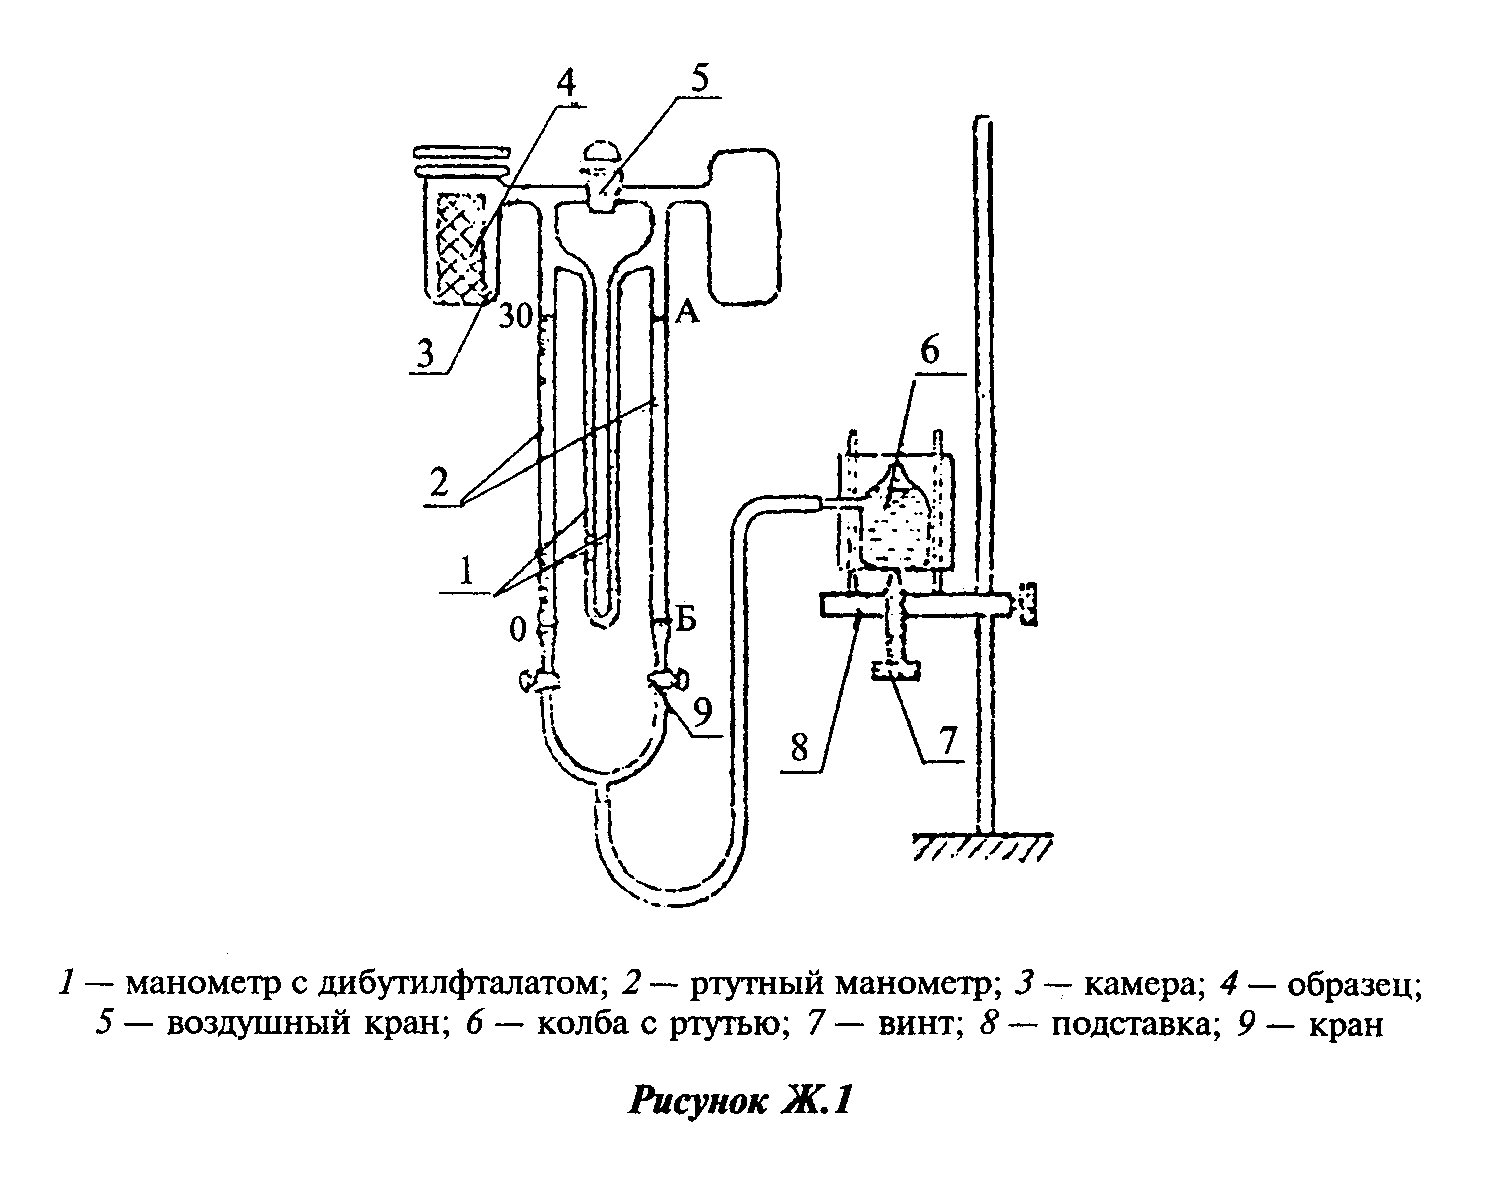 4
5
30
А
3
6
2
1
0
Б
9
8
7
1 — манометр с дибутилфталатом; 2 — ртутный манометр; 3 — камера; 4 — образец;
5 — воздушный кран; 6 — колба с ртутью; 7 — винт; 8 — подставка; 9 — кран
Рисунок Ж.1